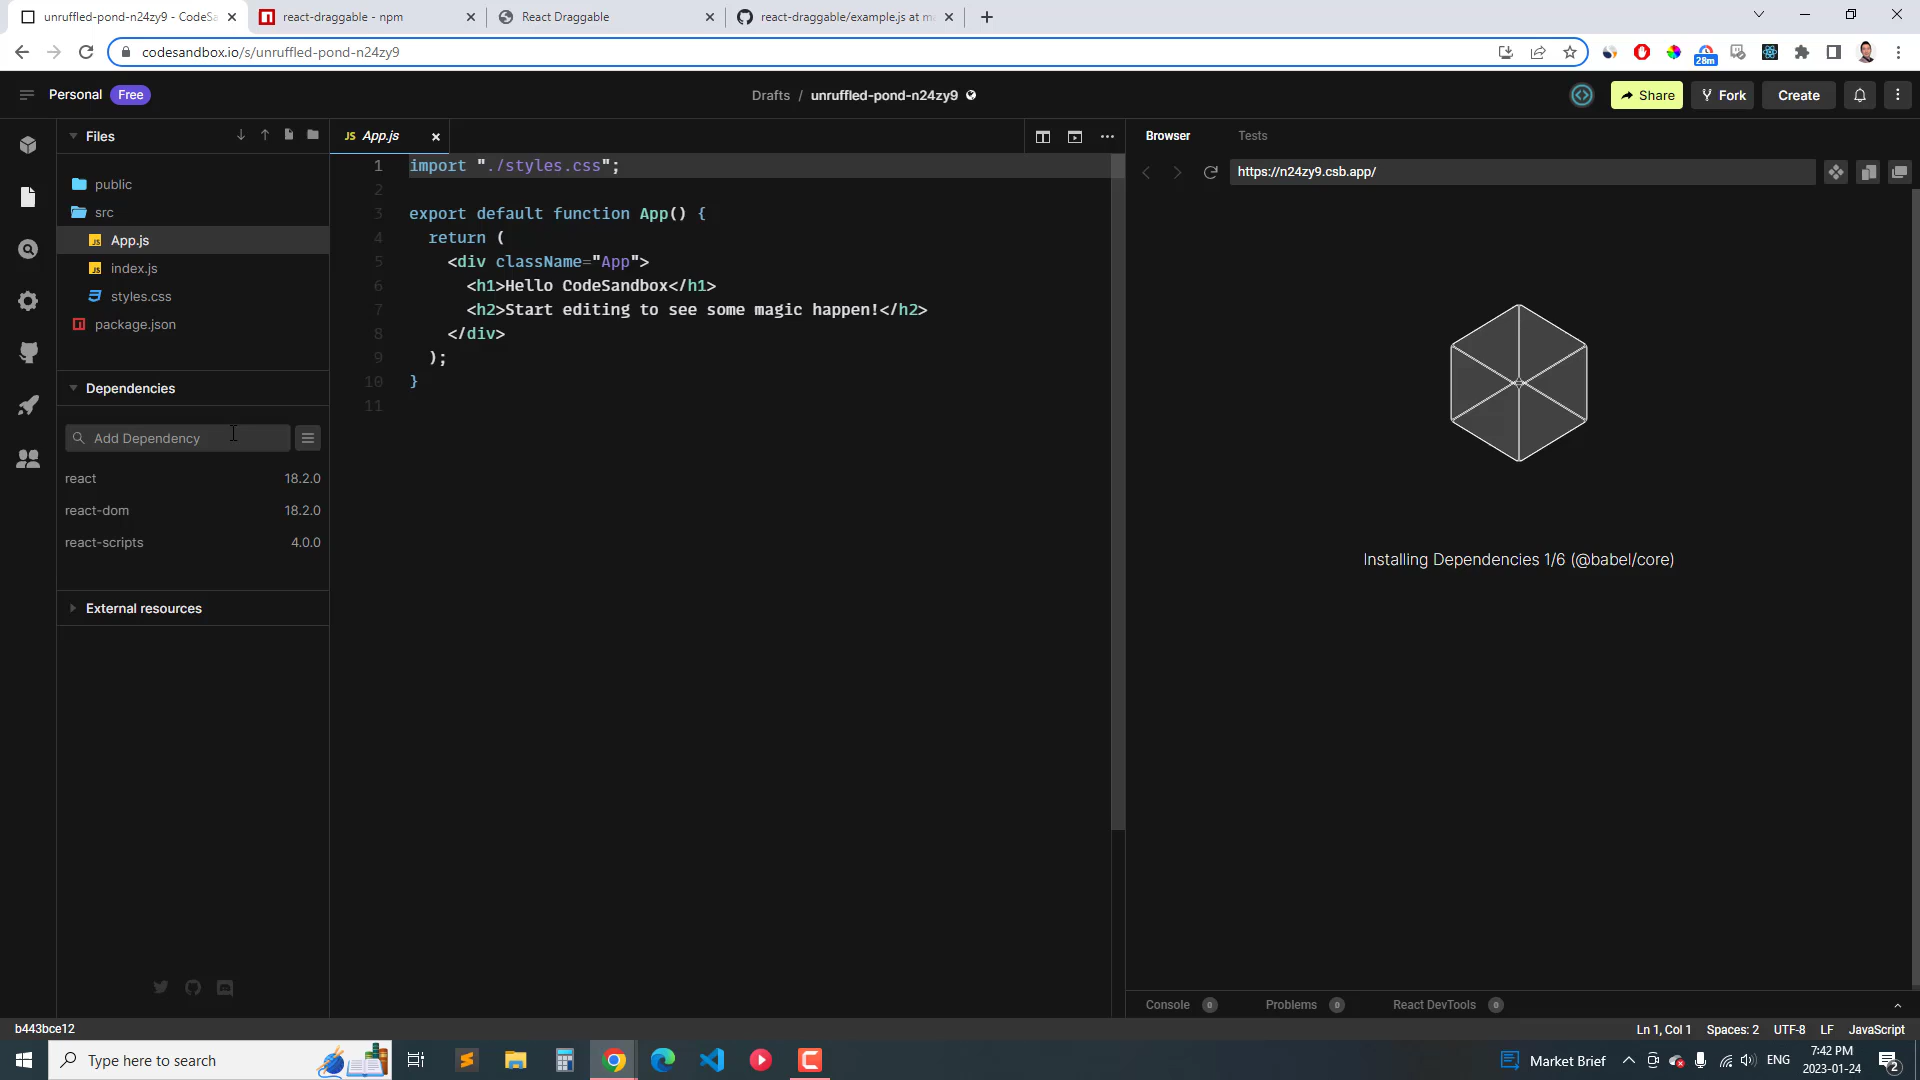 unruffled-pond-n24zy9 - CodeSa
react-draggable - npm
React Draggable
react-draggable/example.js at m
codesandbox.io/s/unruffled-pond-n24zy9
28m
Personal Free
Drafts / unruffled-pond-n24zy9
Share
Fork
Create
Files
public
src
App.js
index.js
styles.css
package.json
Dependencies
Add Dependency
react 18.2.0
react-dom 18.2.0
react-scripts 4.0.0
External resources
JS App.js
1 import "./styles.css";
2
3 export default function App() {
4 return (
5 <div className="App">
6 <h1>Hello CodeSandbox</h1>
7 <h2>Start editing to see some magic happen!</h2>
8 </div>
9 );
10 }
11
Browser Tests
https://n24zy9.csb.app/
Installing Dependencies 1/6 (@babel/core)
Console 0 Problems 0 React DevTools 0
b443bce12
Ln 1, Col 1 Spaces: 2 UTF-8 LF JavaScript
Type here to search
Market Brief
ENG
7:42 PM
2023-01-24
2